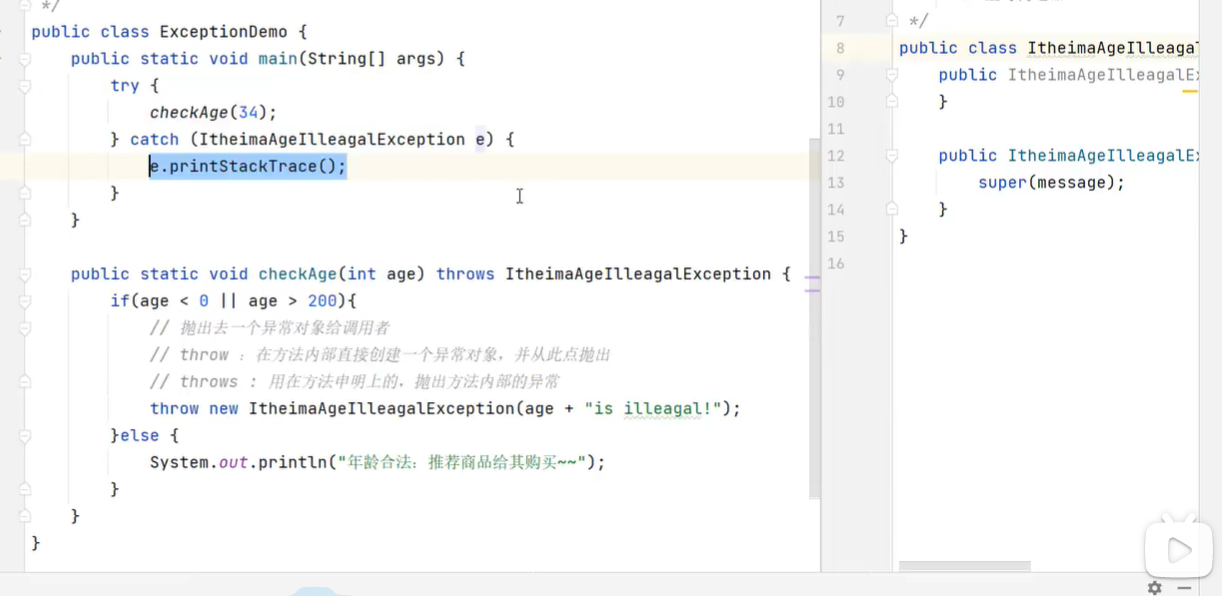 */
public class ExceptionDemo {
public static void main(String[] args) {
try {
checkAge(34);
} catch (ItheimaAgeIlleagalException e) {
e.printStackTrace();
}
}
public static void checkAge(int age) throws ItheimaAgeIlleagalException {
if(age < 0 || age > 200){
// 抛出去一个异常对象给调用者
// throw : 在方法内部直接创建一个异常对象，并从此点抛出
// throws : 用在方法申明上的，抛出方法内部的异常
throw new ItheimaAgeIlleagalException(age + "is illeagal!");
}else {
System.out.println("年龄合法：推荐商品给其购买~~");
}
}
}
7 */
8 public class ItheimaAgeIlleaga
9 public ItheimaAgeIlleagalEx
10 }
11
12 public ItheimaAgeIlleagalEx
13 super(message);
14 }
15 }
16